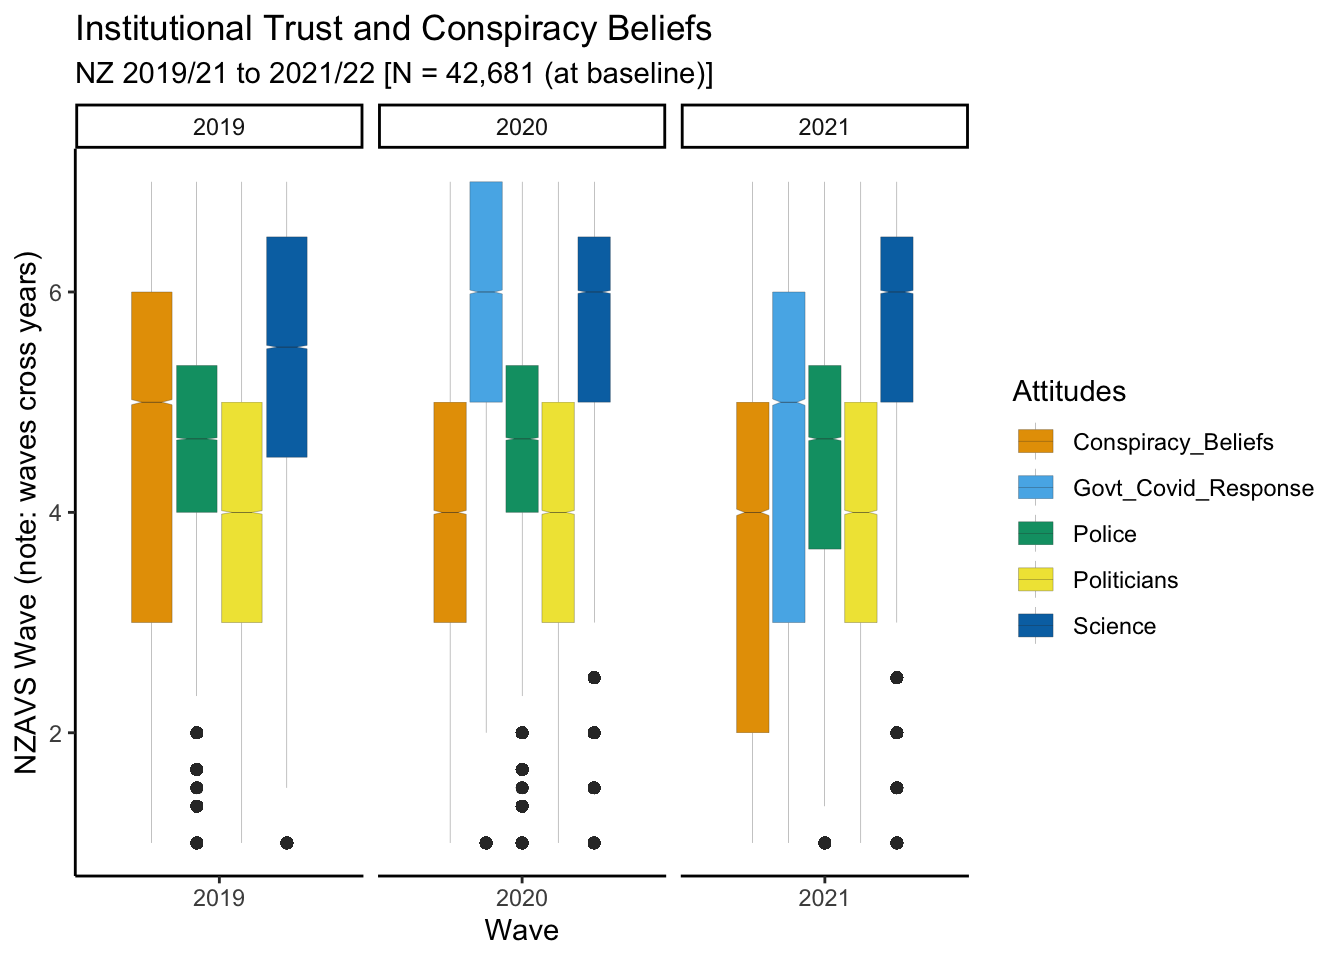 Institutional Trust and Conspiracy Beliefs
NZ 2019/21 to 2021/22 [N = 42,681 (at baseline)]
2019
2020
2021
NZAVS Wave (note: waves cross years)
6
4
2
2019
2020
2021
Wave
Attitudes
Conspiracy_Beliefs
Govt_Covid_Response
Police
Politicians
Science